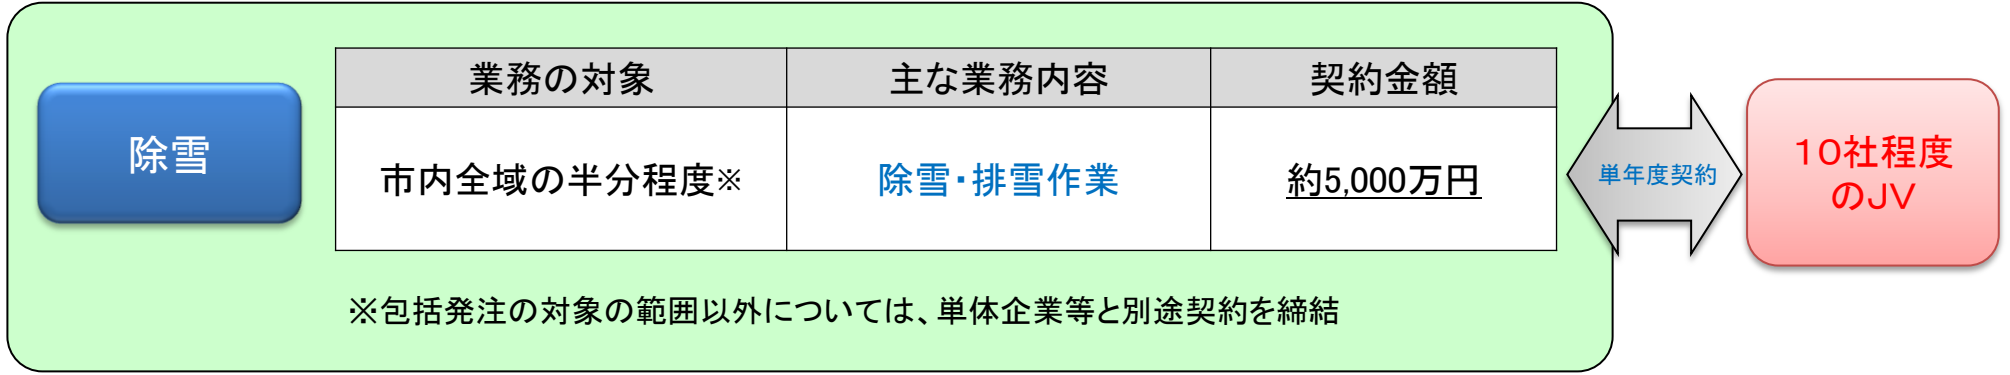 除雪
業務の対象
主な業務内容
契約金額
市内全域の半分程度※
除雪・排雪作業
約5,000万円
※包括発注の対象の範囲以外については、単体企業等と別途契約を締結
単年度契約
１０社程度
のＪＶ